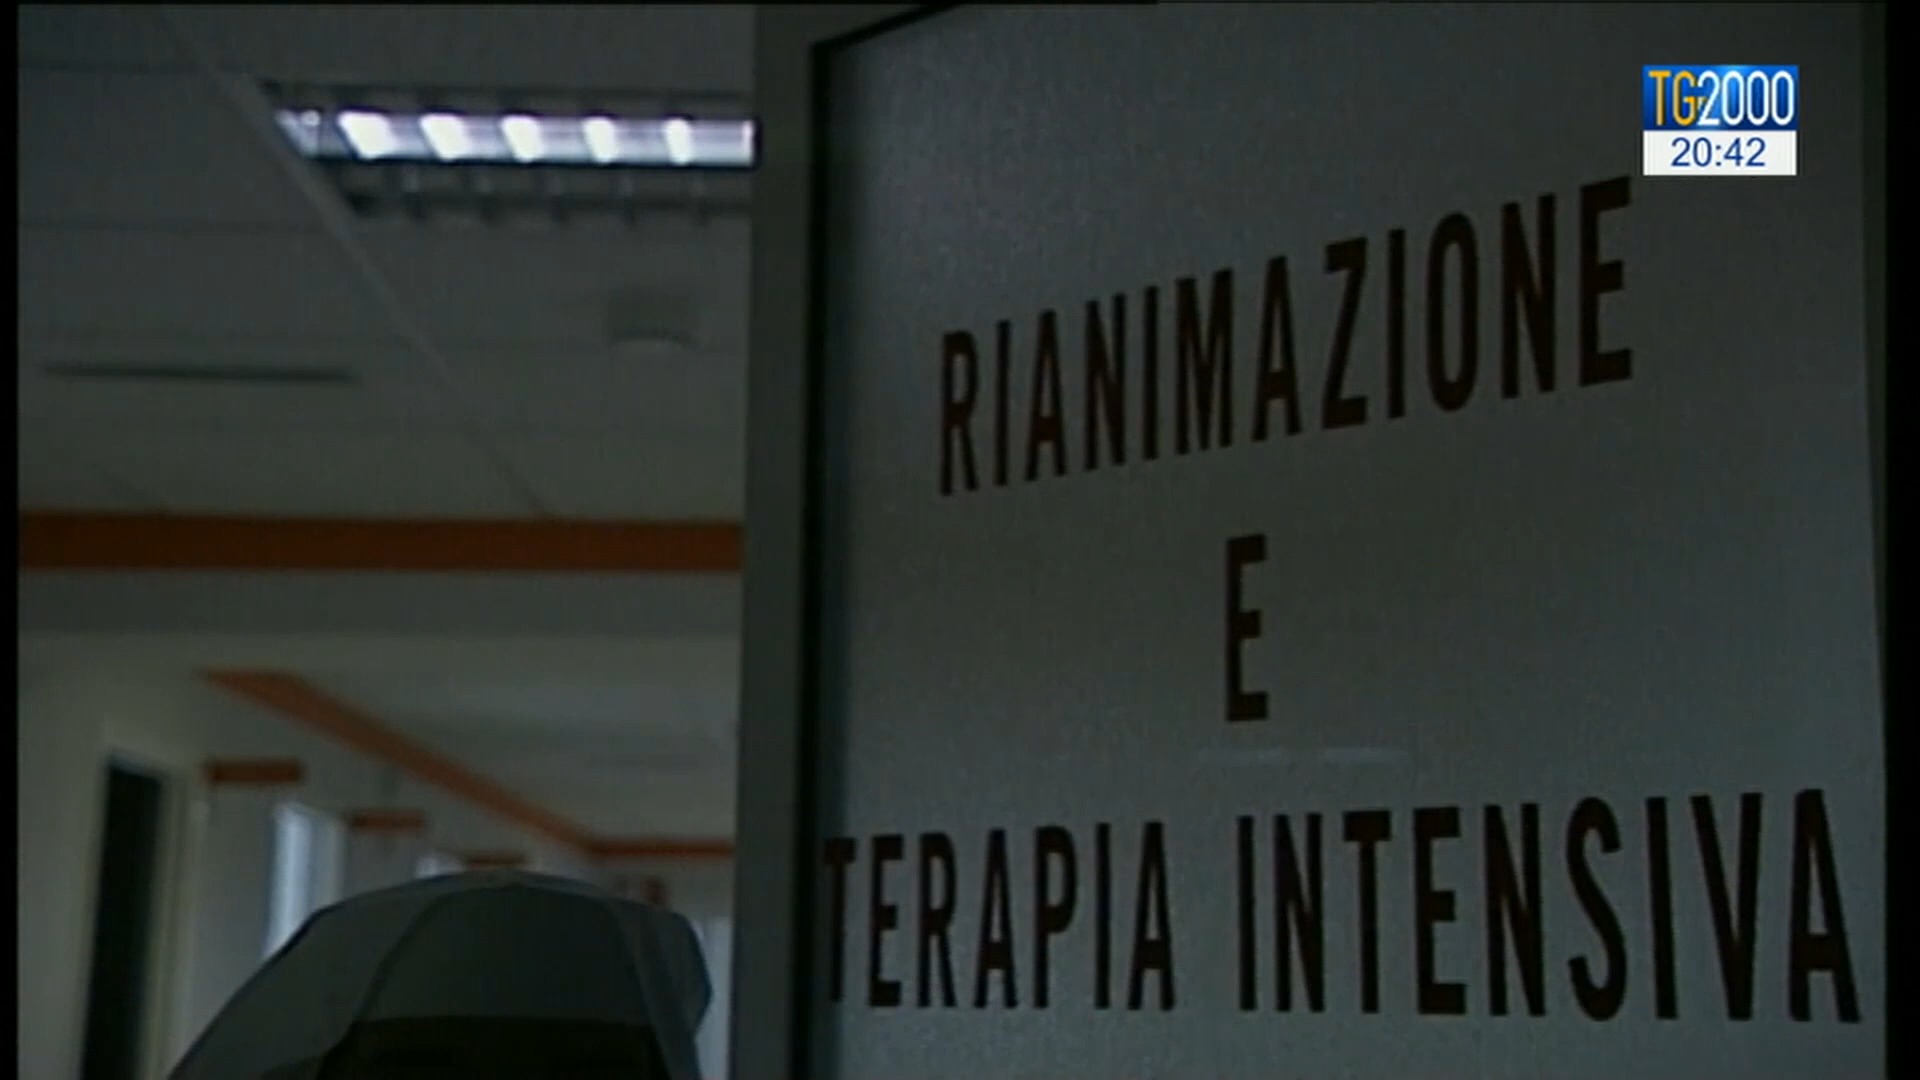 TG2000
20:42
RIANIMAZIONE
E
TERAPIA INTENSIVA